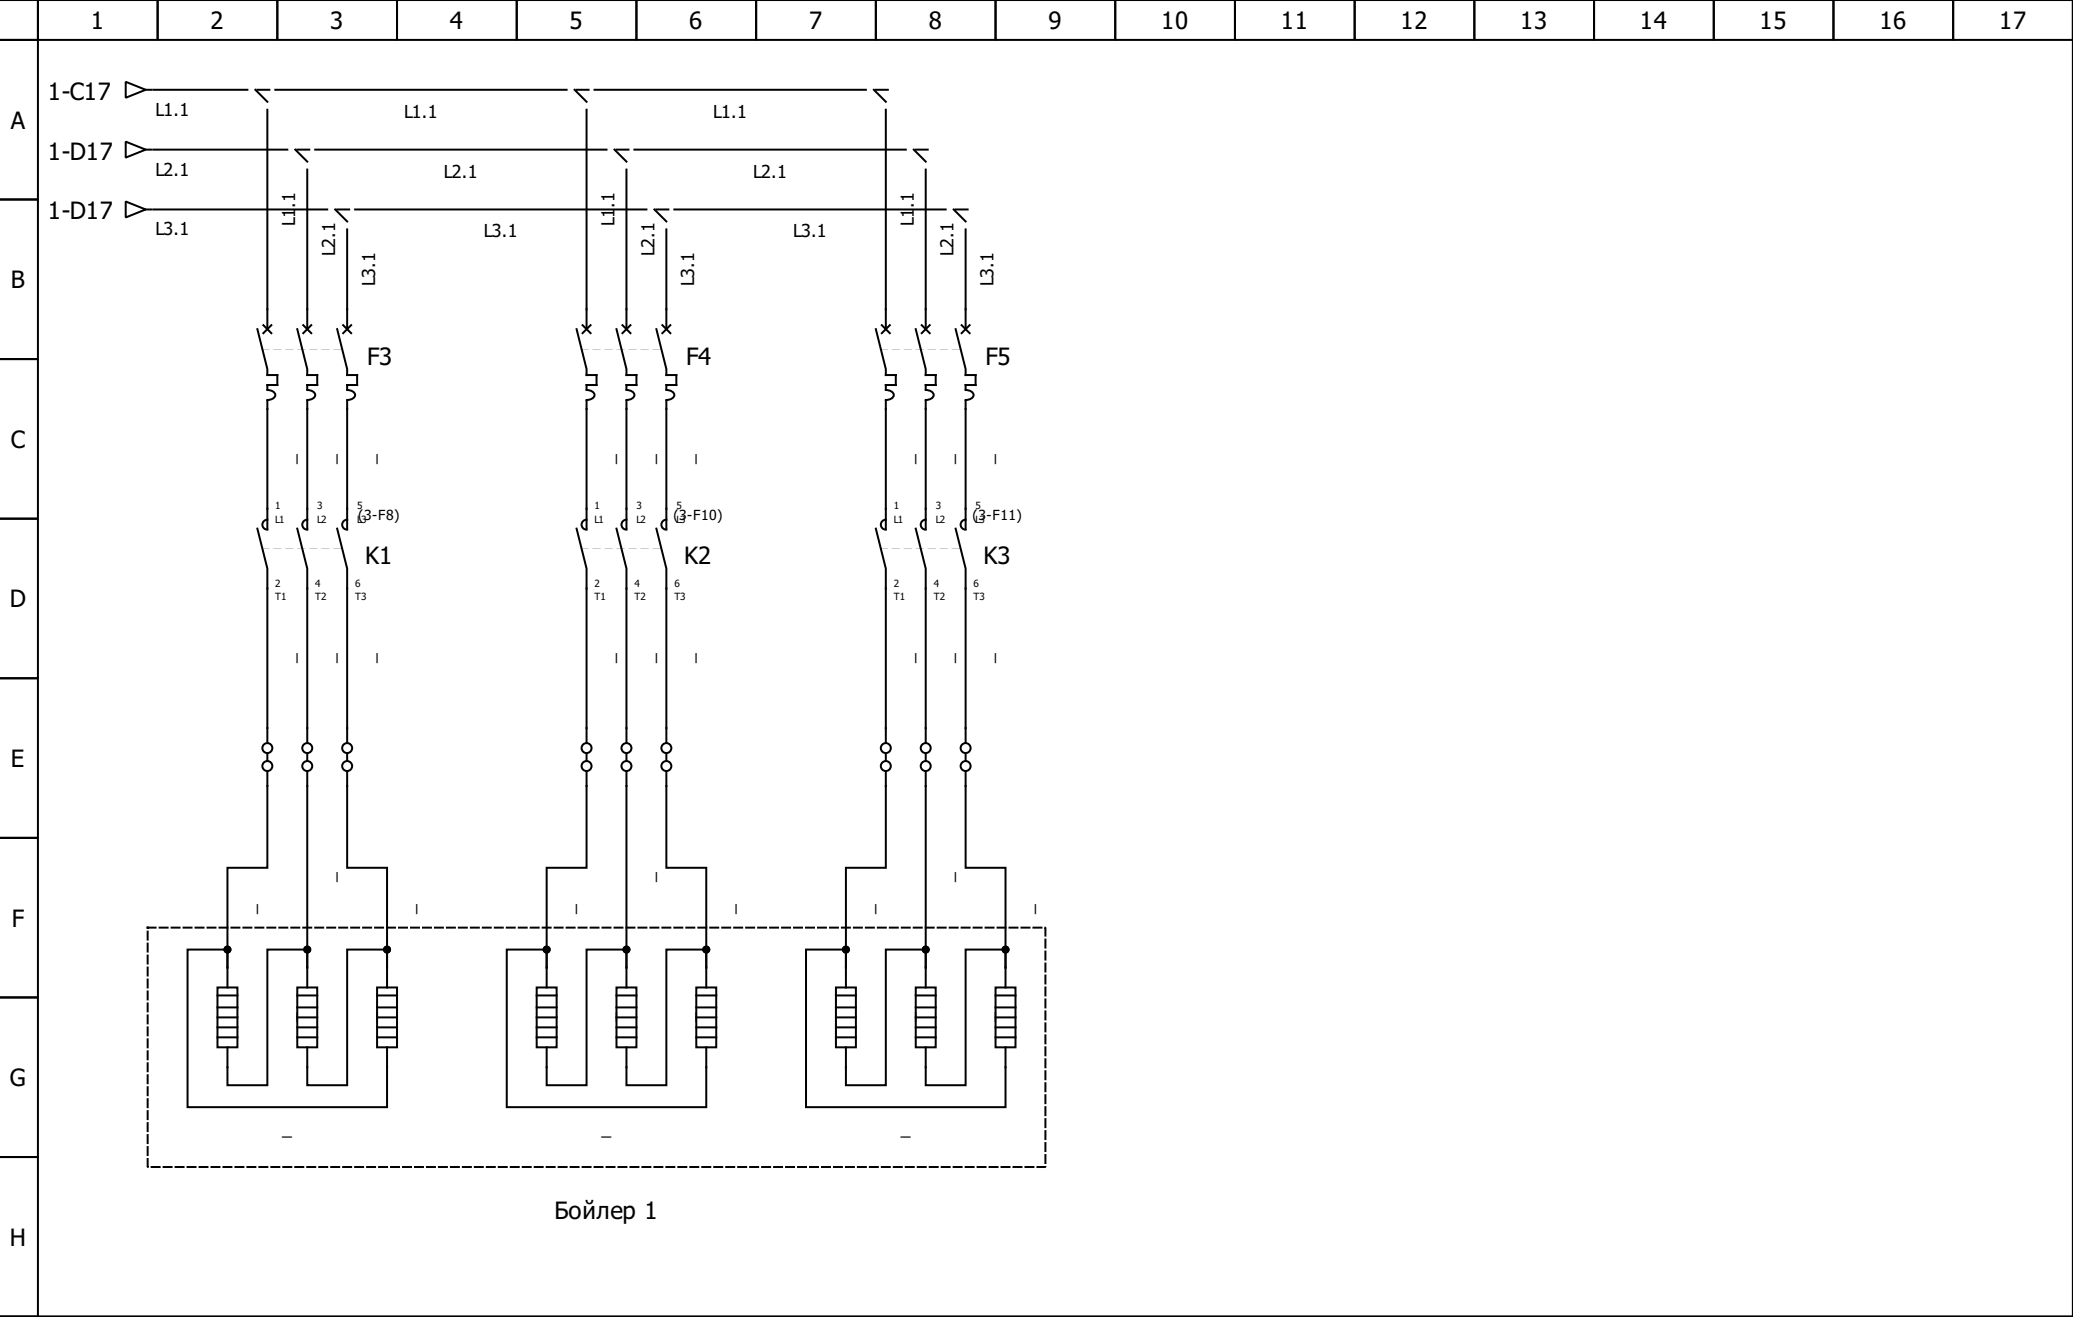 1 2 3 4 5 6 7 8 9 10 11 12 13 14 15 16 17
A
B
C
D
E
F
G
H
1-C17
L1.1 L1.1 L1.1
1-D17
L2.1 L2.1 L2.1
1-D17
L3.1 L3.1 L3.1
L1.1 L2.1 L3.1
L1.1 L2.1 L3.1
L1.1 L2.1 L3.1
F3 F4 F5
1 3 5 1 3 5 1 3 5
L1 L2 L3 (3-F8) L1 L2 L3 (3-F10) L1 L2 L3 (3-F11)
K1 K2 K3
2 4 6 2 4 6 2 4 6
T1 T2 T3 T1 T2 T3 T1 T2 T3
Бойлер 1